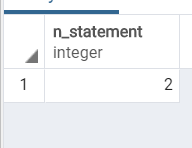 n_statement
integer
1 2